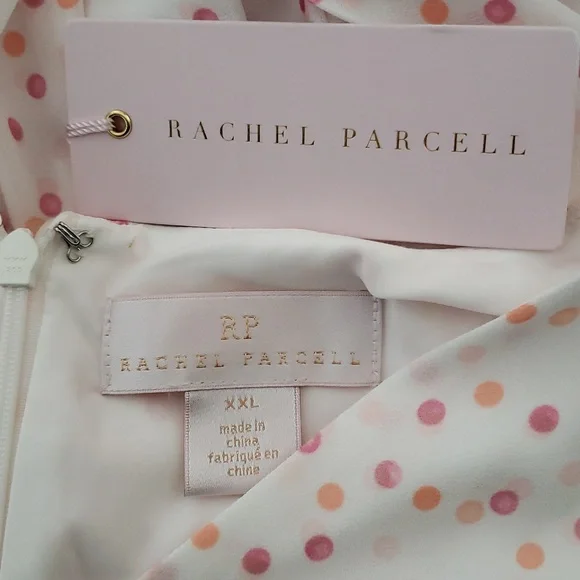 RACHEL PARCELL
RP
RACHEL PARCELL
XXL
made in
china
fabriqué en
chine